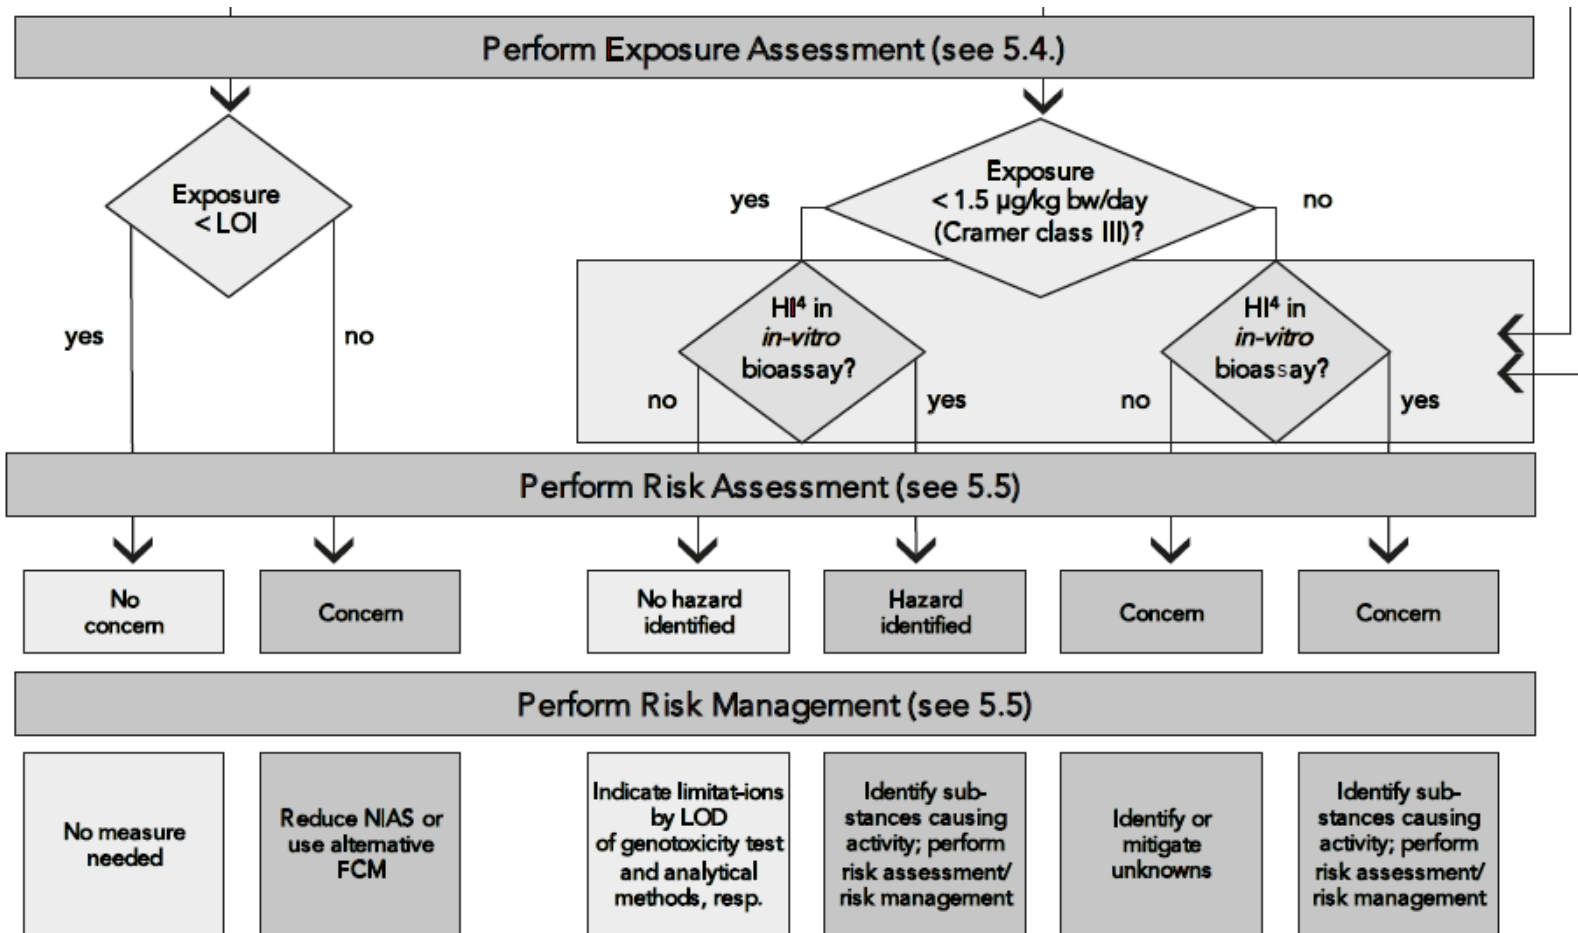 Perform Exposure Assessment (see 5.4.)
Exposure
< LOI
yes
no
Exposure
< 1.5 µg/kg bw/day
(Cramer class III)?
yes
no
HI⁴ in
in-vitro
bioassay?
no
yes
HI⁴ in
in-vitro
bioassay?
no
yes
Perform Risk Assessment (see 5.5)
No
concern
Concern
No hazard
identified
Hazard
identified
Concern
Concern
Perform Risk Management (see 5.5)
No measure
needed
Reduce NIAS or
use alternative
FCM
Indicate limitat-ions
by LOD
of genotoxicity test
and analytical
methods, resp.
Identify sub-
stances causing
activity; perform
risk assessment/
risk management
Identify or
mitigate
unknowns
Identify sub-
stances causing
activity; perform
risk assessment/
risk management